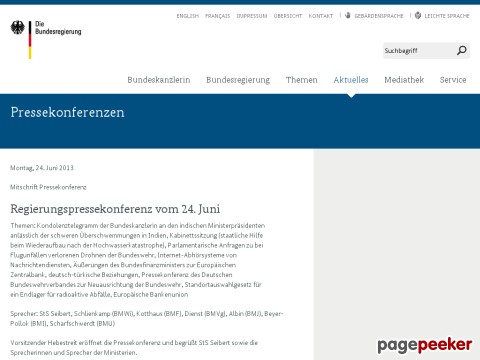 Die
Bundesregierung
ENGLISH FRANÇAIS IMPRESSUM ÜBERSICHT KONTAKT GEBÄRDENSPRACHE LEICHTE SPRACHE
Suchbegriff
Bundeskanzlerin Bundesregierung Themen Aktuelles Mediathek Service
Pressekonferenzen
Montag, 24. Juni 2013
Mitschrift Pressekonferenz
Regierungspressekonferenz vom 24. Juni
Themen: Kondolenztelegramm der Bundeskanzlerin an den indischen Ministerpräsidenten
anlässlich der schweren Überschwemmungen in Indien, Kabinettssitzung (staatliche Hilfe
beim Wiederaufbau nach der Hochwasserkatastrophe), Parlamentarische Anfragen zu bei
Flugunfällen verlorenen Drohnen der Bundeswehr, Internet-Abhörsysteme von
Nachrichtendiensten, Äußerungen des Bundesfinanzministers zur Europäischen
Zentralbank, deutsch-türkische Beziehungen, Pressekonferenz des Deutschen
Bundeswehrverbandes zur Neuausrichtung der Bundeswehr, Standortauswahlgesetz für
ein Endlager für radioaktive Abfälle, Europäische Bankenunion
Sprecher: StS Seibert, Schlienkamp (BMWi), Kotthaus (BMF), Dienst (BMVg), Albin (BMJ), Beyer-
Pollok (BMI), Scharfschwerdt (BMU)
Vorsitzender Hebestreit eröffnet die Pressekonferenz und begrüßt StS Seibert sowie die
Sprecherinnen und Sprecher der Ministerien.
pagepeeker